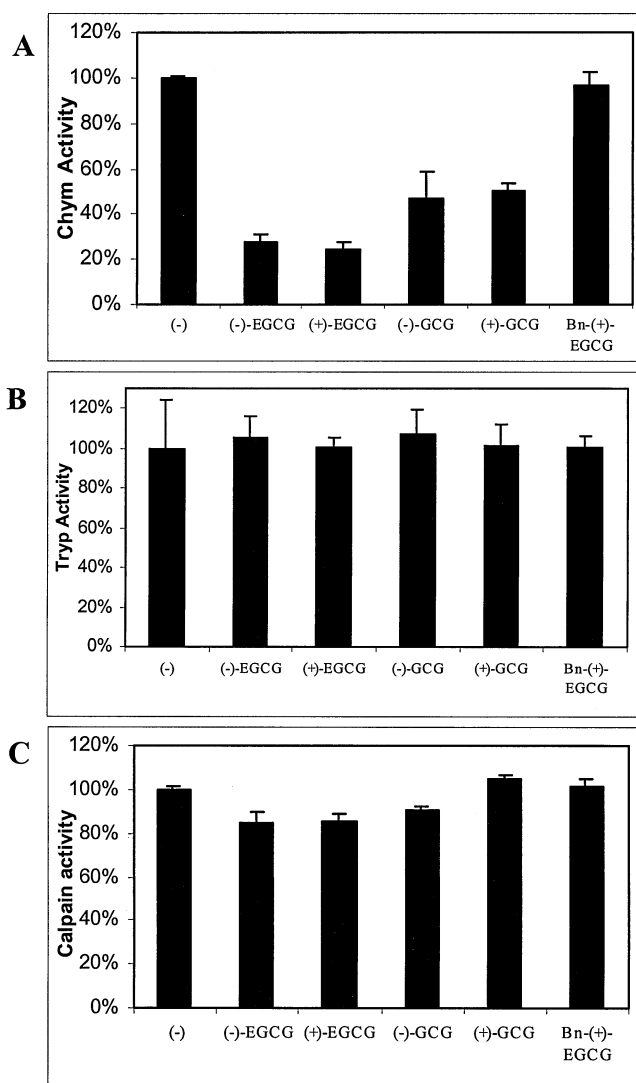 A
Chym Activity
120%
100%
80%
60%
40%
20%
0%
(-)
(-)-EGCG
(+)-EGCG
(-)-GCG
(+)-GCG
Bn-(+)-
EGCG
B
Tryp Activity
120%
100%
80%
60%
40%
20%
0%
(-)
(-)-EGCG
(+)-EGCG
(-)-GCG
(+)-GCG
Bn-(+)-
EGCG
C
Calpain activity
120%
100%
80%
60%
40%
20%
0%
(-)
(-)-EGCG
(+)-EGCG
(-)-GCG
(+)-GCG
Bn-(+)-
EGCG